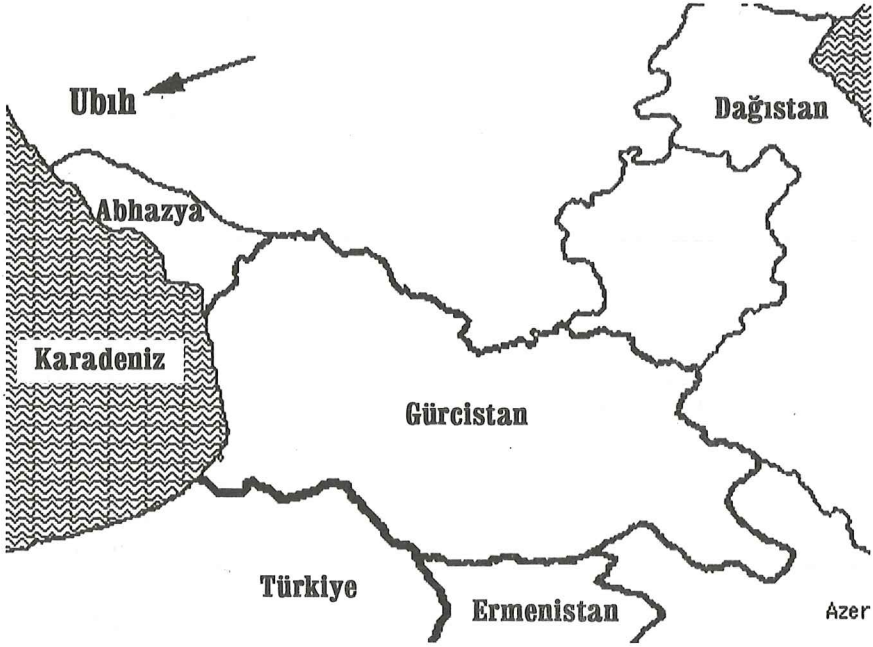 Ubıh
Dağıstan
Abhazya
Karadeniz
Gürcistan
Türkiye
Ermenistan
Azer